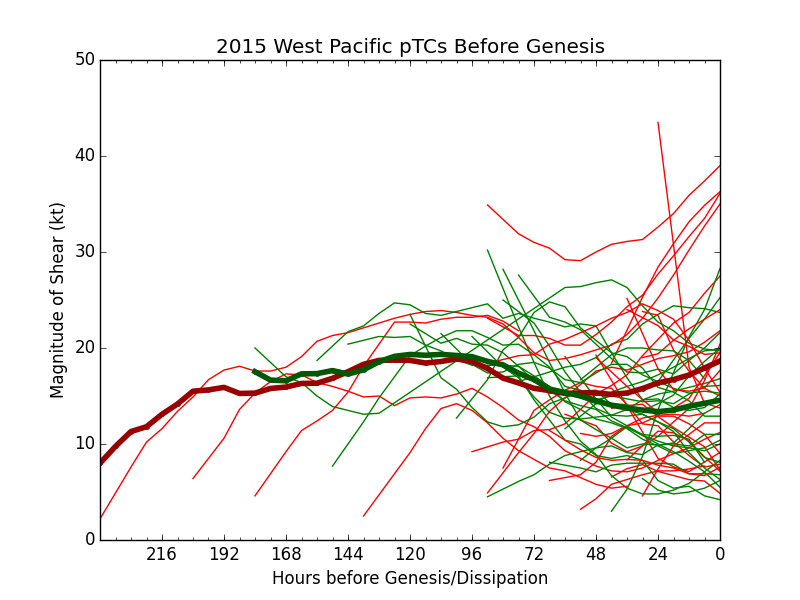 2015 West Pacific pTCs Before Genesis
50
40
30
20
10
0
Magnitude of Shear (kt)
216 192 168 144 120 96 72 48 24 0
Hours before Genesis/Dissipation